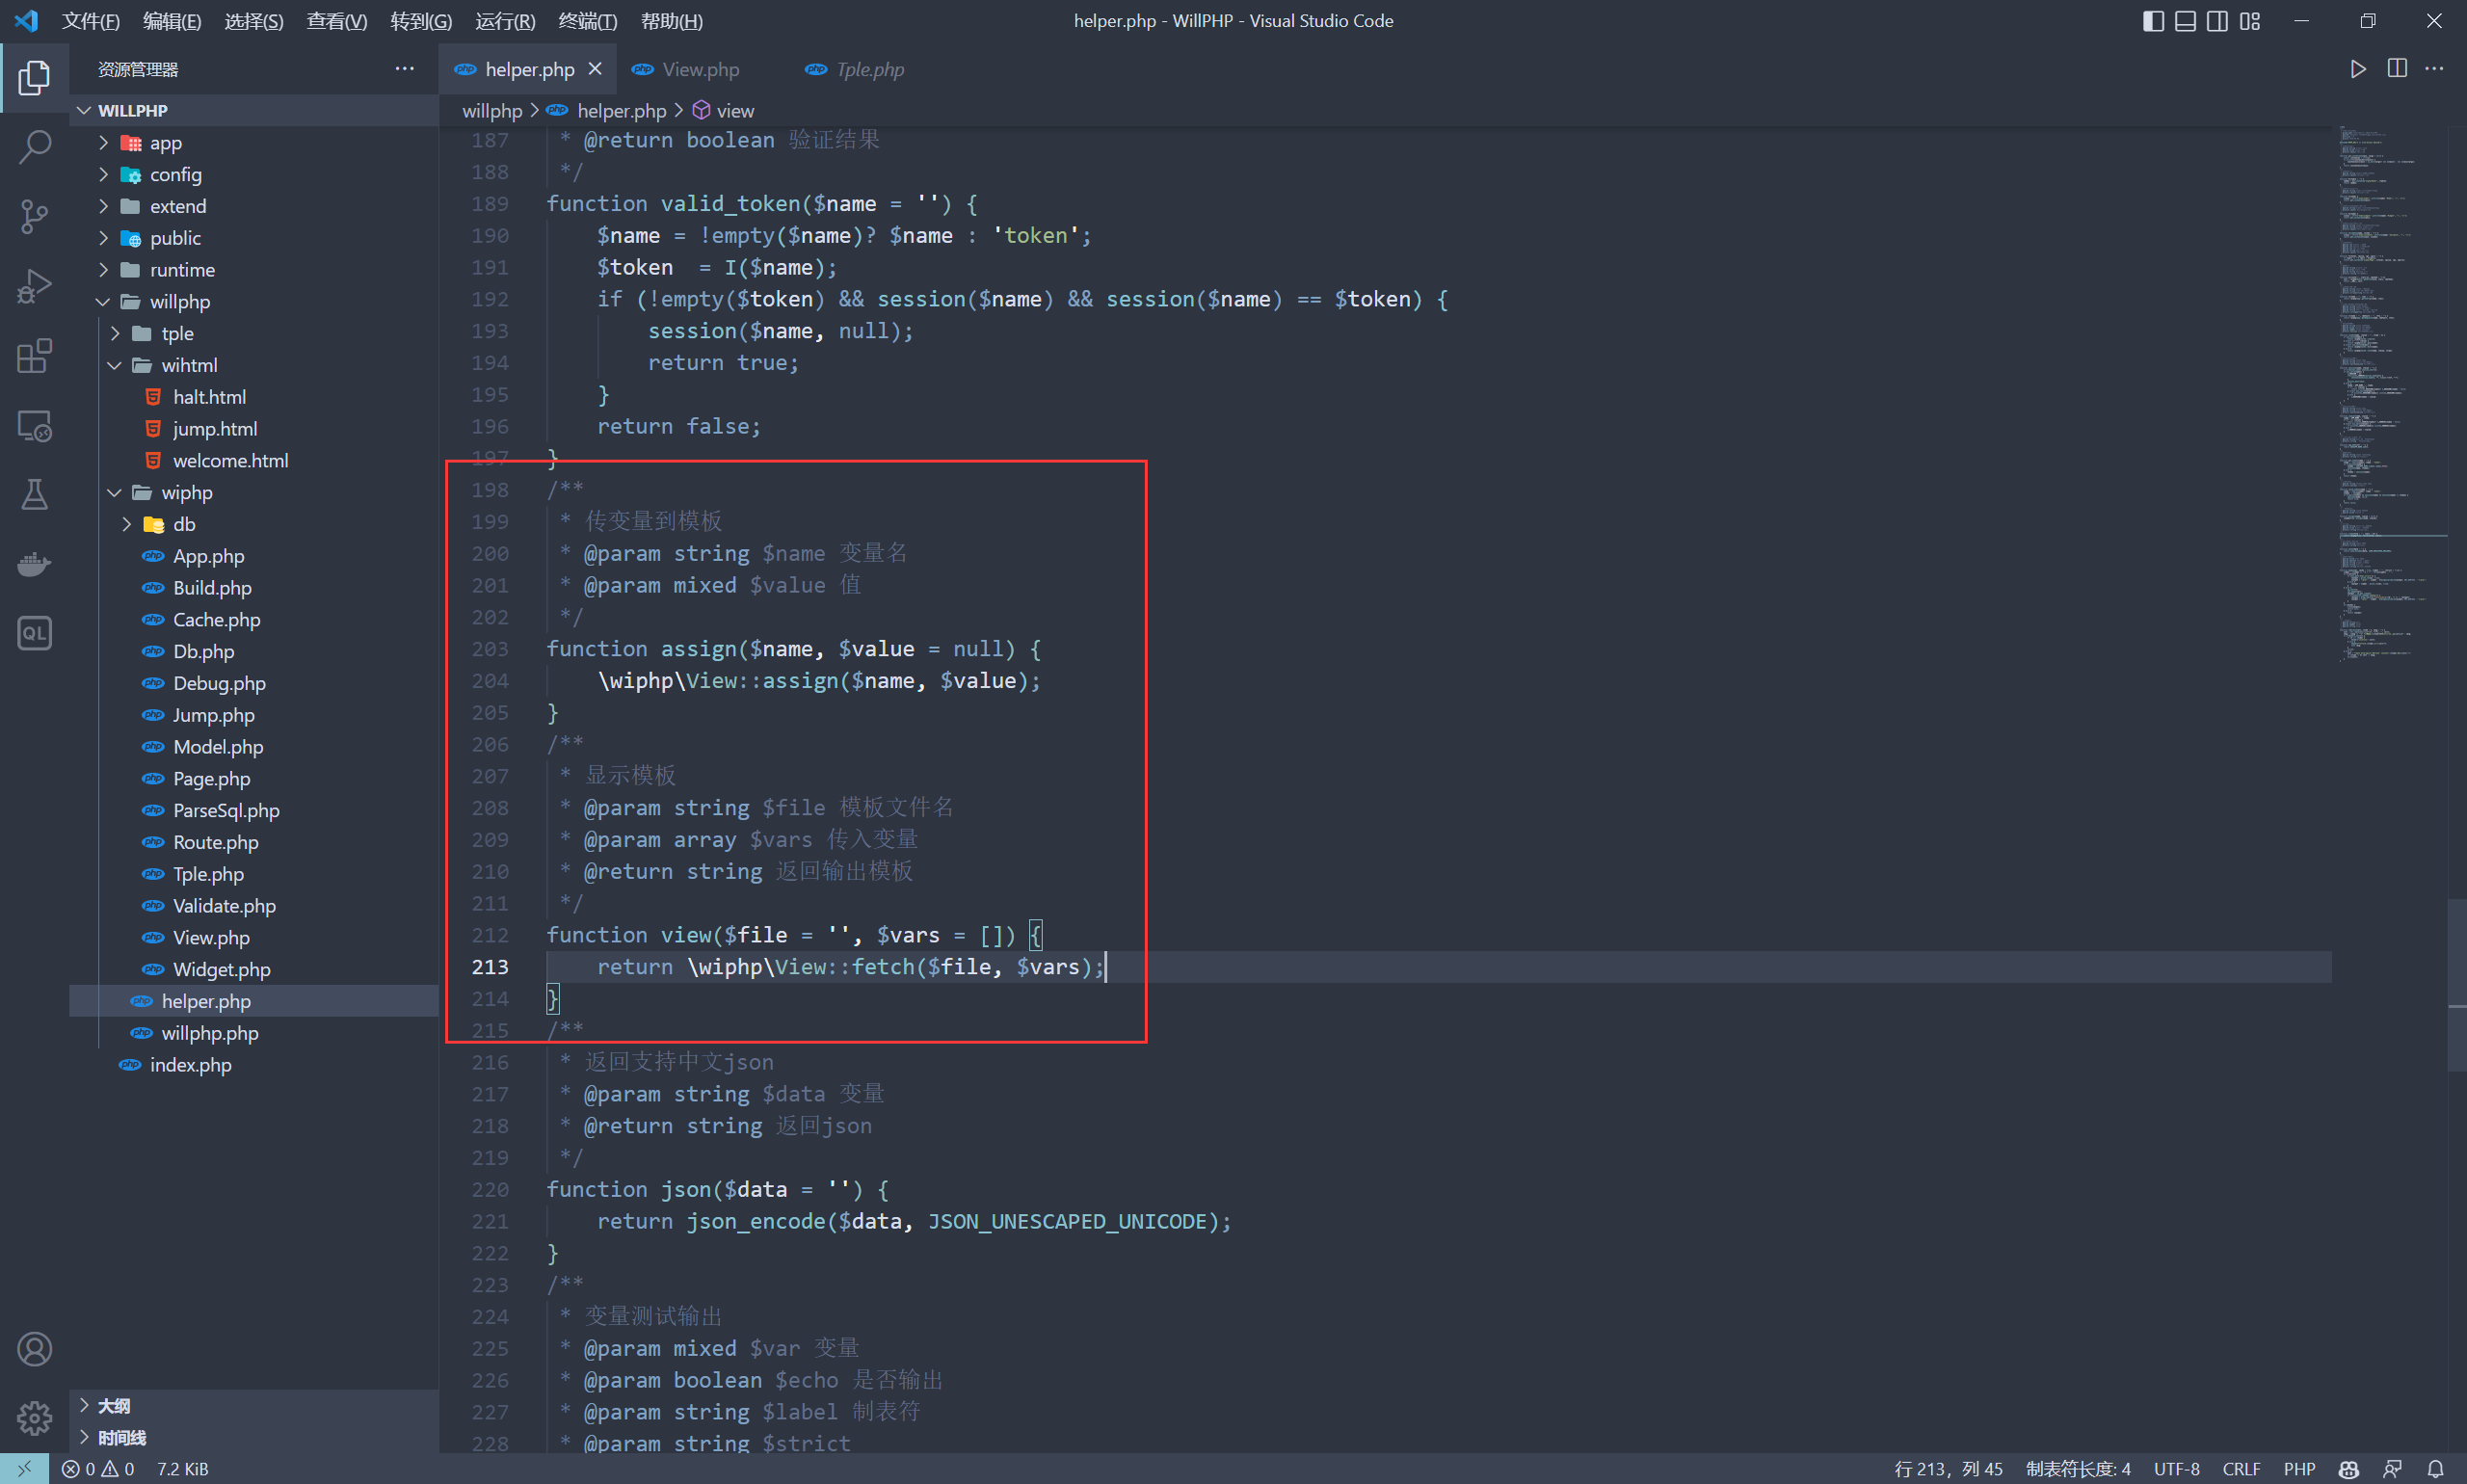 文件(F) 编辑(E) 选择(S) 查看(V) 转到(G) 运行(R) 终端(T) 帮助(H)
helper.php - WillPHP - Visual Studio Code
资源管理器
WILLPHP
app
config
extend
public
runtime
willphp
tple
wihtml
halt.html
jump.html
welcome.html
wiphp
db
App.php
Build.php
Cache.php
Db.php
Debug.php
Jump.php
Model.php
Page.php
ParseSql.php
Route.php
Tple.php
Validate.php
View.php
Widget.php
helper.php
willphp.php
index.php
大纲
时间线
helper.php
View.php
Tple.php
willphp > helper.php > view
187 * @return boolean 验证结果
188 */
189 function valid_token($name = '') {
190 $name = !empty($name)? $name : 'token';
191 $token  = I($name);
192 if (!empty($token) && session($name) && session($name) == $token) {
193 session($name, null);
194 return true;
195 }
196 return false;
197 }
198 /**
199 * 传变量到模板
200 * @param string $name 变量名
201 * @param mixed $value 值
202 */
203 function assign($name, $value = null) {
204 \wiphp\View::assign($name, $value);
205 }
206 /**
207 * 显示模板
208 * @param string $file 模板文件名
209 * @param array $vars 传入变量
210 * @return string 返回输出模板
211 */
212 function view($file = '', $vars = []) {
213 return \wiphp\View::fetch($file, $vars);
214 }
215 /**
216 * 返回支持中文json
217 * @param string $data 变量
218 * @return string 返回json
219 */
220 function json($data = '') {
221 return json_encode($data, JSON_UNESCAPED_UNICODE);
222 }
223 /**
224 * 变量测试输出
225 * @param mixed $var 变量
226 * @param boolean $echo 是否输出
227 * @param string $label 制表符
228 * @param string $strict
0 0 7.2 KiB
行 213，列 45 制表符长度: 4 UTF-8 CRLF PHP